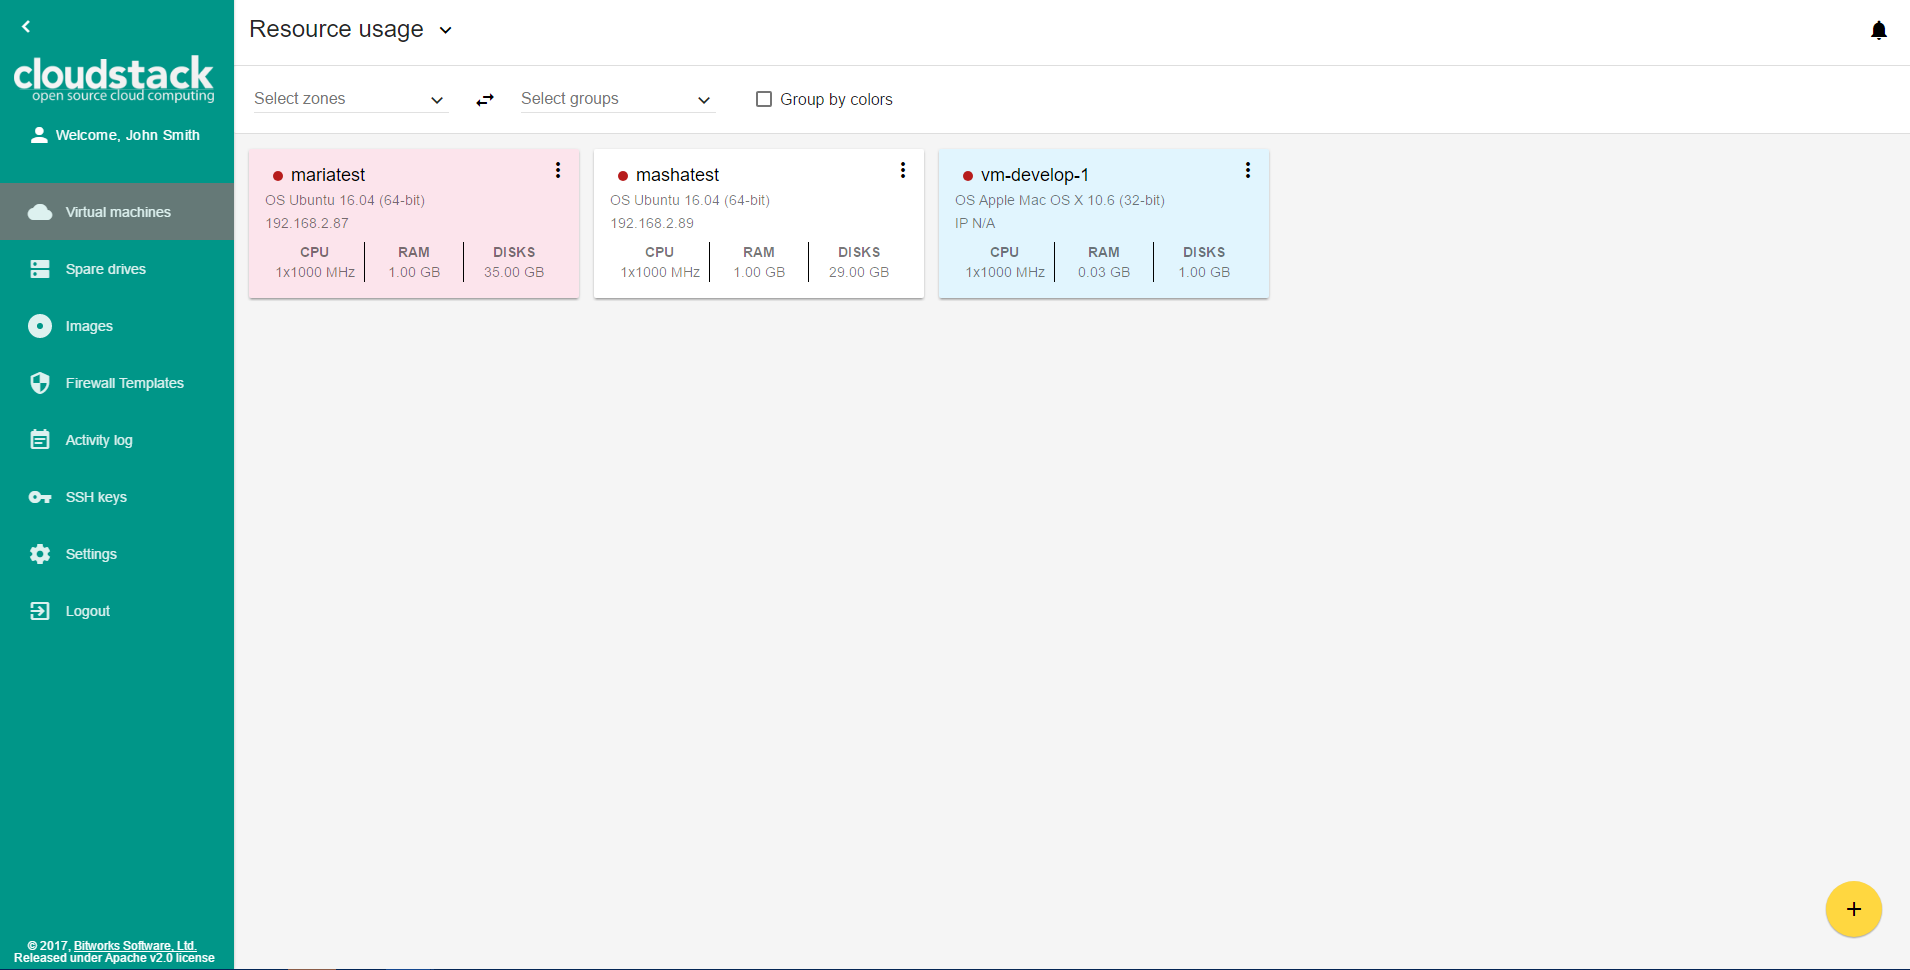 cloudstack
open source cloud computing
Welcome, John Smith
Virtual machines
Spare drives
Images
Firewall Templates
Activity log
SSH keys
Settings
Logout
© 2017, Bitworks Software, Ltd.
Released under Apache v2.0 license
Resource usage
Select zones
Select groups
Group by colors
mariatest
OS Ubuntu 16.04 (64-bit)
192.168.2.87
CPU RAM DISKS
1x1000 MHz 1.00 GB 35.00 GB
mashatest
OS Ubuntu 16.04 (64-bit)
192.168.2.89
CPU RAM DISKS
1x1000 MHz 1.00 GB 29.00 GB
vm-develop-1
OS Apple Mac OS X 10.6 (32-bit)
IP N/A
CPU RAM DISKS
1x1000 MHz 0.03 GB 1.00 GB